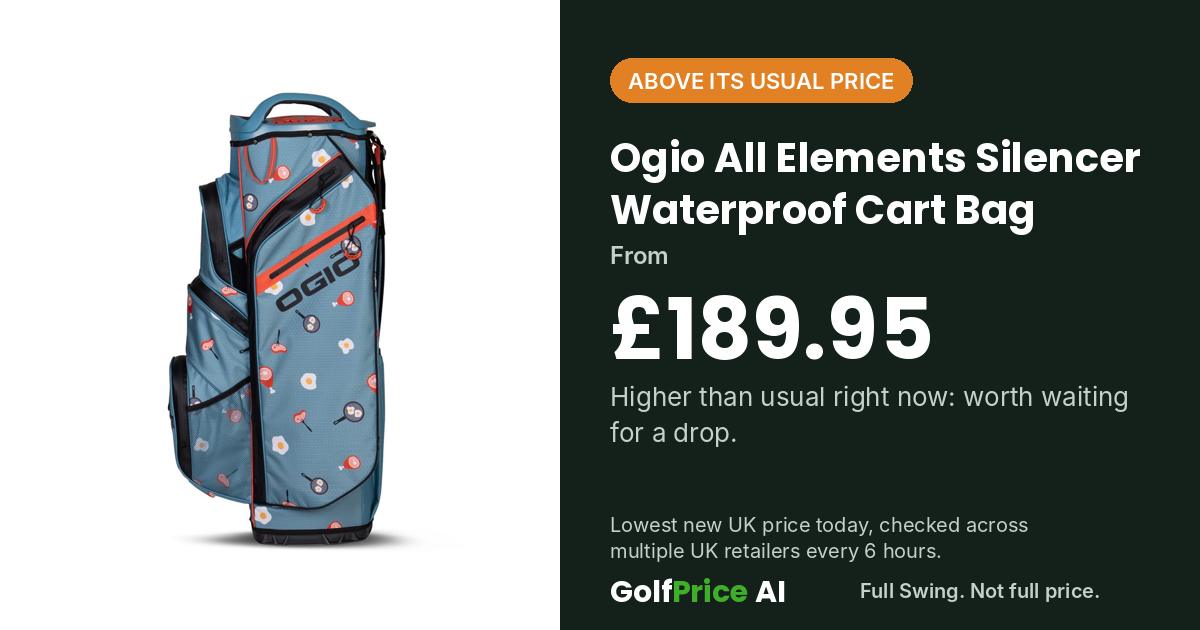 ABOVE ITS USUAL PRICE
Ogio All Elements Silencer
Waterproof Cart Bag
From
£189.95
Higher than usual right now: worth waiting
for a drop.
Lowest new UK price today, checked across
multiple UK retailers every 6 hours.
GolfPrice AI
Full Swing. Not full price.
OGIO